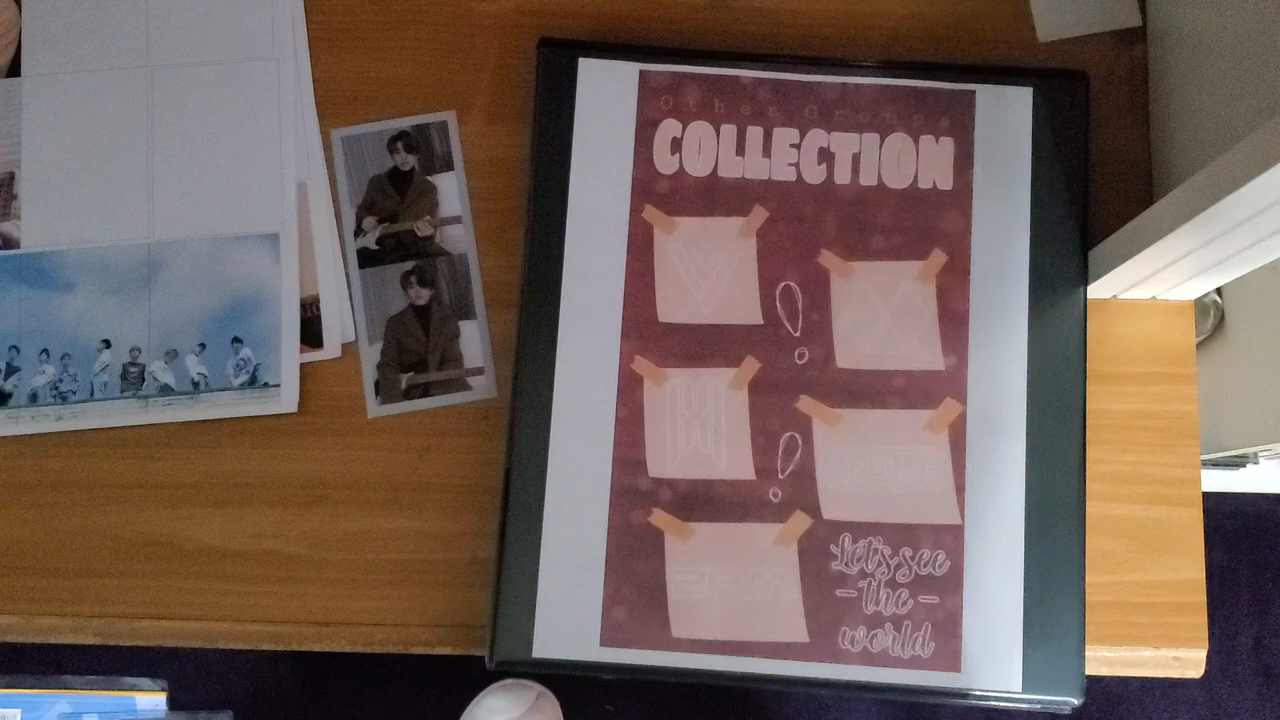 Other Groups
COLLECTION
Let's see
- the -
world